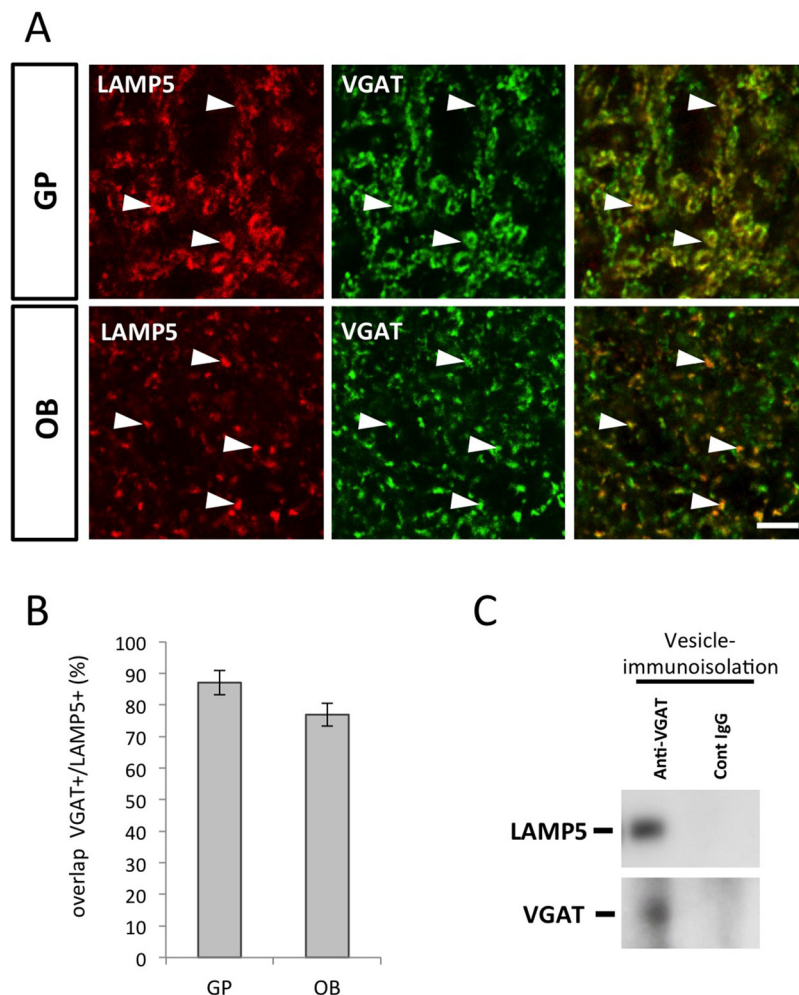 A
GP
LAMP5
VGAT
OB
LAMP5
VGAT
B
overlap VGAT+/LAMP5+ (%)
100
90
80
70
60
50
40
30
20
10
0
GP
OB
C
Vesicle-
immunoisolation
Anti-VGAT
Cont IgG
LAMP5
VGAT